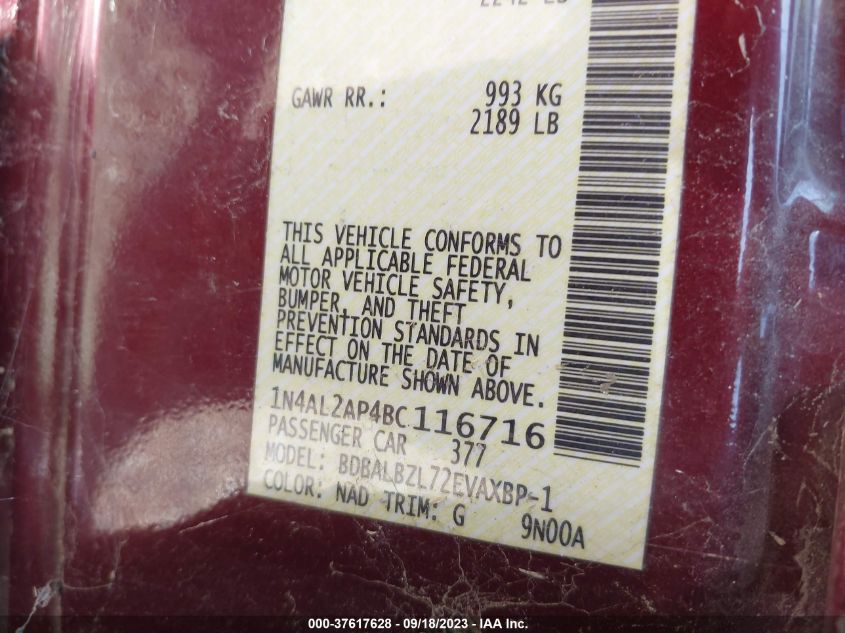 GAWR RR.: 993 KG
2189 LB
THIS VEHICLE CONFORMS TO
ALL APPLICABLE FEDERAL
MOTOR VEHICLE SAFETY,
BUMPER, AND THEFT
PREVENTION STANDARDS IN
EFFECT ON THE DATE OF
MANUFACTURE SHOWN ABOVE.
1N4AL2AP4BC116716
PASSENGER CAR 377
MODEL: BDBALBZL72EVAXBP-1
COLOR: NAD TRIM: G 9N00A
000-37617628 - 09/18/2023 - IAA Inc.